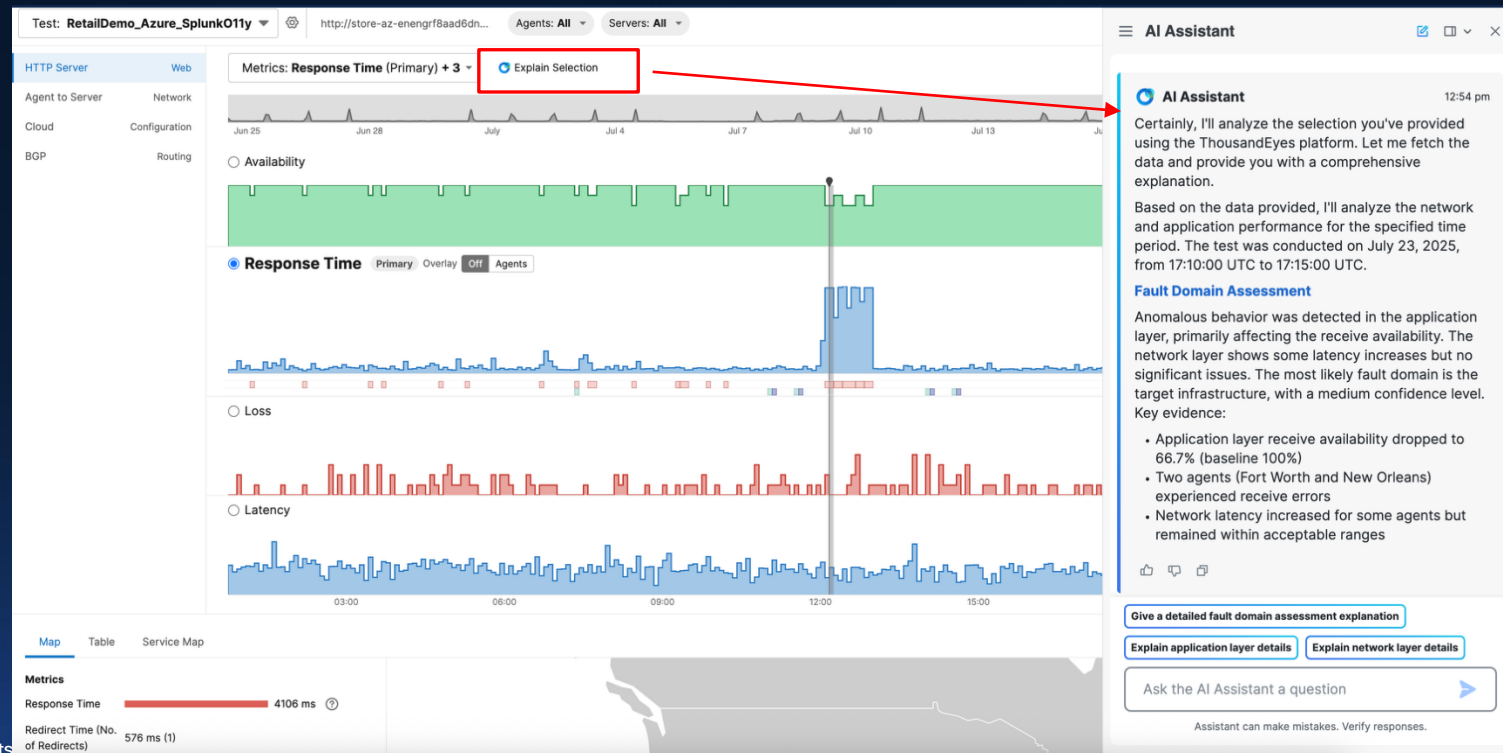 Test: RetailDemo_Azure_SplunkO11y
http://store-az-enengrf8aad6dn...
Agents: All
Servers: All
HTTP Server Web
Agent to Server Network
Cloud Configuration
BGP Routing
Metrics: Response Time (Primary) + 3
Explain Selection
Jun 25 Jun 28 July Jul 4 Jul 7 Jul 10 Jul 13
Availability
Response Time Primary Overlay Off Agents
Loss
Latency
03:00 06:00 09:00 12:00 15:00
Map Table Service Map
Metrics
Response Time 4106 ms
Redirect Time (No.
of Redirects) 576 ms (1)
AI Assistant
AI Assistant 12:54 pm
Certainly, I'll analyze the selection you've provided
using the ThousandEyes platform. Let me fetch the
data and provide you with a comprehensive
explanation.
Based on the data provided, I'll analyze the network
and application performance for the specified time
period. The test was conducted on July 23, 2025,
from 17:10:00 UTC to 17:15:00 UTC.
Fault Domain Assessment
Anomalous behavior was detected in the application
layer, primarily affecting the receive availability. The
network layer shows some latency increases but no
significant issues. The most likely fault domain is the
target infrastructure, with a medium confidence level.
Key evidence:
• Application layer receive availability dropped to
66.7% (baseline 100%)
• Two agents (Fort Worth and New Orleans)
experienced receive errors
• Network latency increased for some agents but
remained within acceptable ranges
Give a detailed fault domain assessment explanation
Explain application layer details
Explain network layer details
Ask the AI Assistant a question
Assistant can make mistakes. Verify responses.